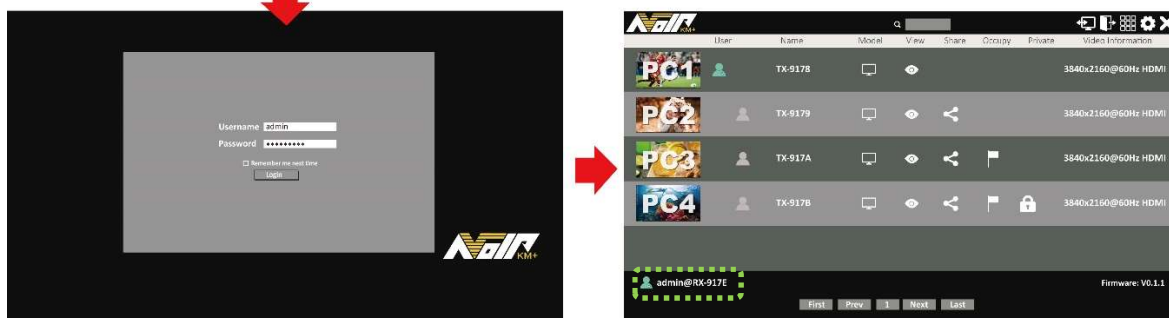 Username admin
Password *********
Remember me next time
Login
AVoIP
KM+
AVoIP
KM+
User Name Model View Share Occupy Private Video Information
PC1 TX-9178 3840x2160@60Hz HDMI
PC2 TX-9179 3840x2160@60Hz HDMI
PC3 TX-917A 3840x2160@60Hz HDMI
PC4 TX-917B 3840x2160@60Hz HDMI
admin@RX-917E Firmware: V0.1.1
First Prev 1 Next Last